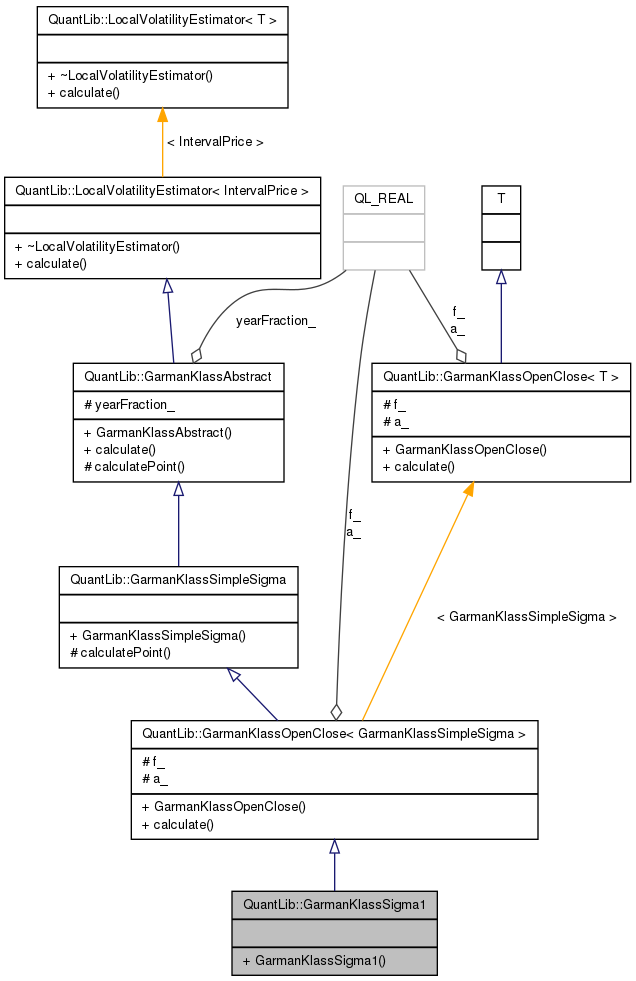 QuantLib::LocalVolatilityEstimator< T >
+ ~LocalVolatilityEstimator()
+ calculate()
< IntervalPrice >
QuantLib::LocalVolatilityEstimator< IntervalPrice >
+ ~LocalVolatilityEstimator()
+ calculate()
QL_REAL
T
yearFraction_
f_
a_
QuantLib::GarmanKlassAbstract
# yearFraction_
+ GarmanKlassAbstract()
+ calculate()
# calculatePoint()
QuantLib::GarmanKlassOpenClose< T >
# f_
# a_
+ GarmanKlassOpenClose()
+ calculate()
f_
a_
QuantLib::GarmanKlassSimpleSigma
+ GarmanKlassSimpleSigma()
# calculatePoint()
< GarmanKlassSimpleSigma >
QuantLib::GarmanKlassOpenClose< GarmanKlassSimpleSigma >
# f_
# a_
+ GarmanKlassOpenClose()
+ calculate()
QuantLib::GarmanKlassSigma1
+ GarmanKlassSigma1()